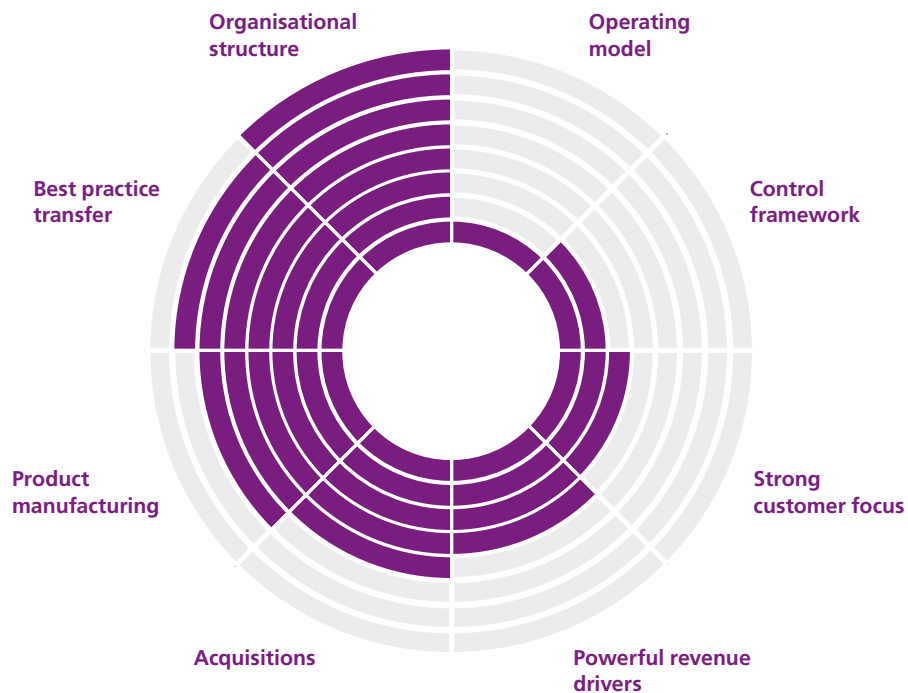 Organisational
structure
Operating
model
Best practice
transfer
Control
framework
Product
manufacturing
Strong
customer focus
Acquisitions
Powerful revenue
drivers